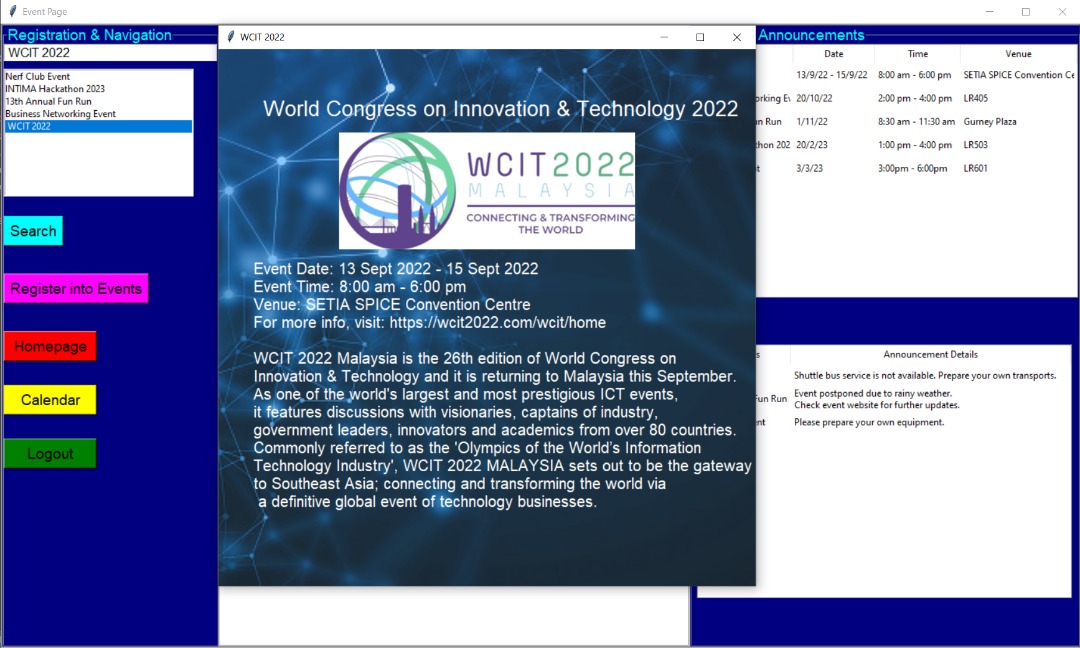 Event Page
Registration & Navigation
WCIT 2022
Nerf Club Event
INTIMA Hackathon 2023
13th Annual Fun Run
Business Networking Event
WCIT 2022
Search
Register into Events
Homepage
Calendar
Logout
WCIT 2022
World Congress on Innovation & Technology 2022
WCIT2022
MALAYSIA
CONNECTING & TRANSFORMING
THE WORLD
Event Date: 13 Sept 2022 - 15 Sept 2022
Event Time: 8:00 am - 6:00 pm
Venue: SETIA SPICE Convention Centre
For more info, visit: https://wcit2022.com/wcit/home
WCIT 2022 Malaysia is the 26th edition of World Congress on
Innovation & Technology and it is returning to Malaysia this September.
As one of the world's largest and most prestigious ICT events,
it features discussions with visionaries, captains of industry,
government leaders, innovators and academics from over 80 countries.
Commonly referred to as the 'Olympics of the World's Information
Technology Industry', WCIT 2022 MALAYSIA sets out to be the gateway
to Southeast Asia; connecting and transforming the world via
a definitive global event of technology businesses.
Announcements
Date Time Venue
13/9/22 - 15/9/22 8:00 am - 6:00 pm SETIA SPICE Convention Ce
orking Ev 20/10/22 2:00 pm - 4:00 pm LR405
n Run 1/11/22 8:30 am - 11:30 am Gurney Plaza
thon 202 20/2/23 1:00 pm - 4:00 pm LR503
t 3/3/23 3:00pm - 6:00pm LR601
s Announcement Details
Shuttle bus service is not available. Prepare your own transports.
Fun Run Event postponed due to rainy weather.
Check event website for further updates.
nt Please prepare your own equipment.